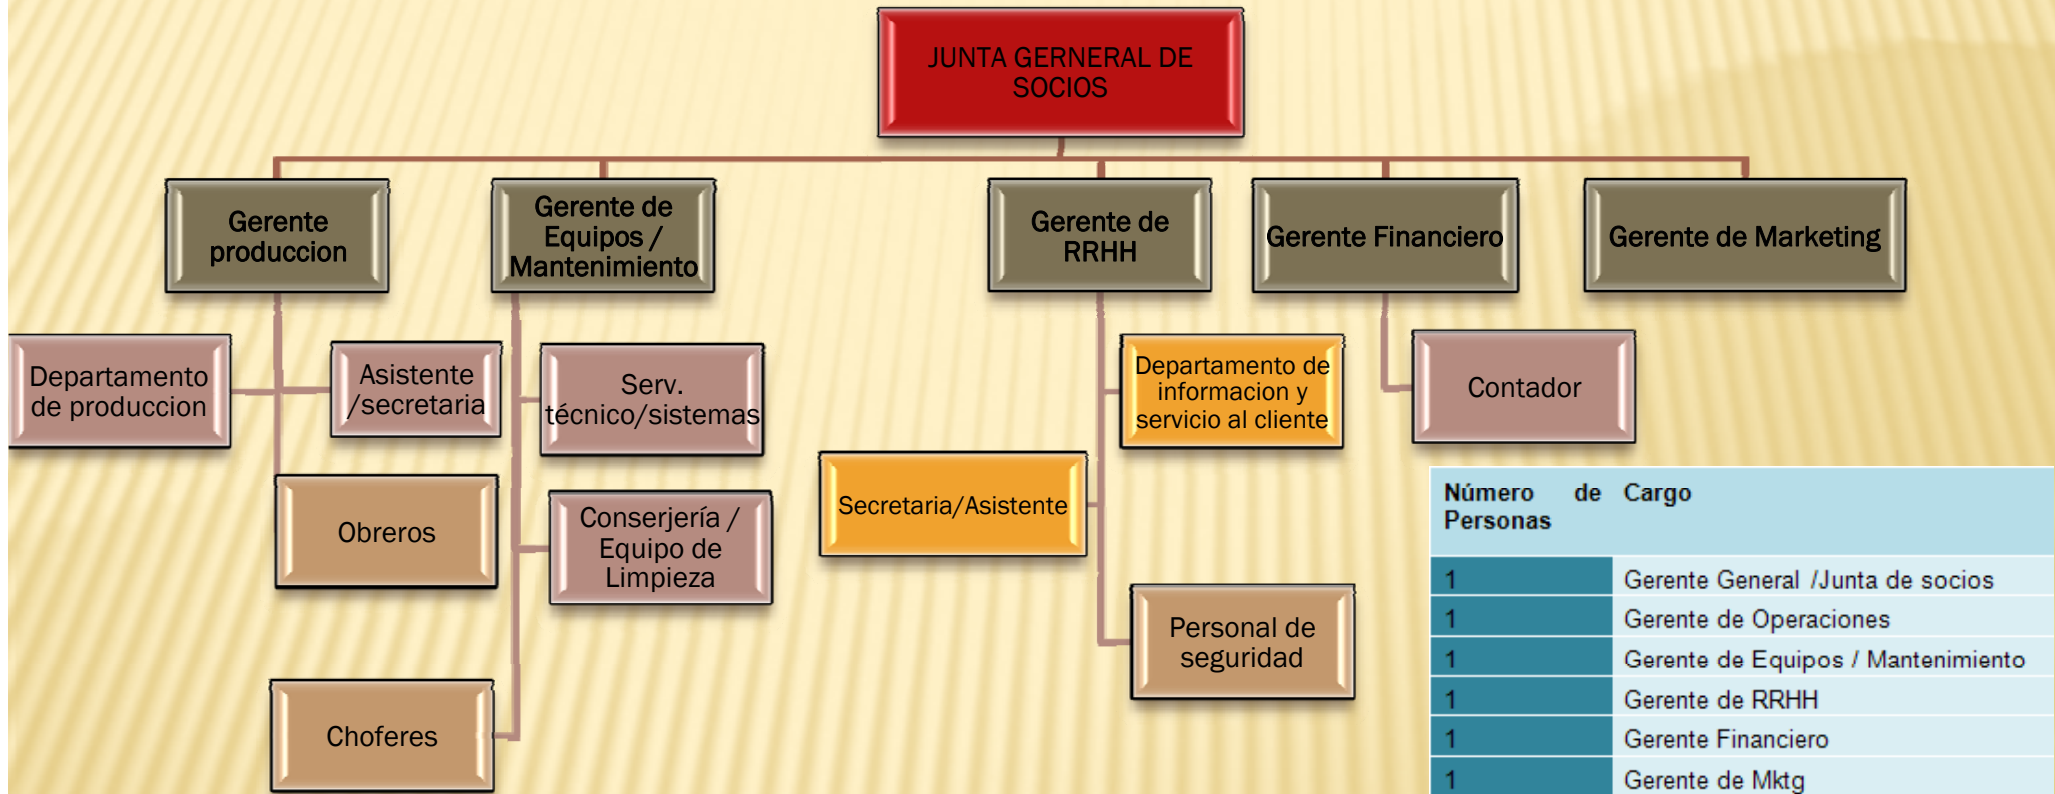 JUNTA GERNERAL DE
SOCIOS
Gerente
produccion
Gerente de
Equipos /
Mantenimiento
Gerente de
RRHH
Gerente Financiero
Gerente de Marketing
Departamento
de produccion
Asistente
/secretaria
Serv.
técnico/sistemas
Departamento de
informacion y
servicio al cliente
Contador
Obreros
Conserjería /
Equipo de
Limpieza
Secretaria/Asistente
Personal de
seguridad
Choferes
Número de Cargo
Personas
1 Gerente General /Junta de socios
1 Gerente de Operaciones
1 Gerente de Equipos / Mantenimiento
1 Gerente de RRHH
1 Gerente Financiero
1 Gerente de Mktg